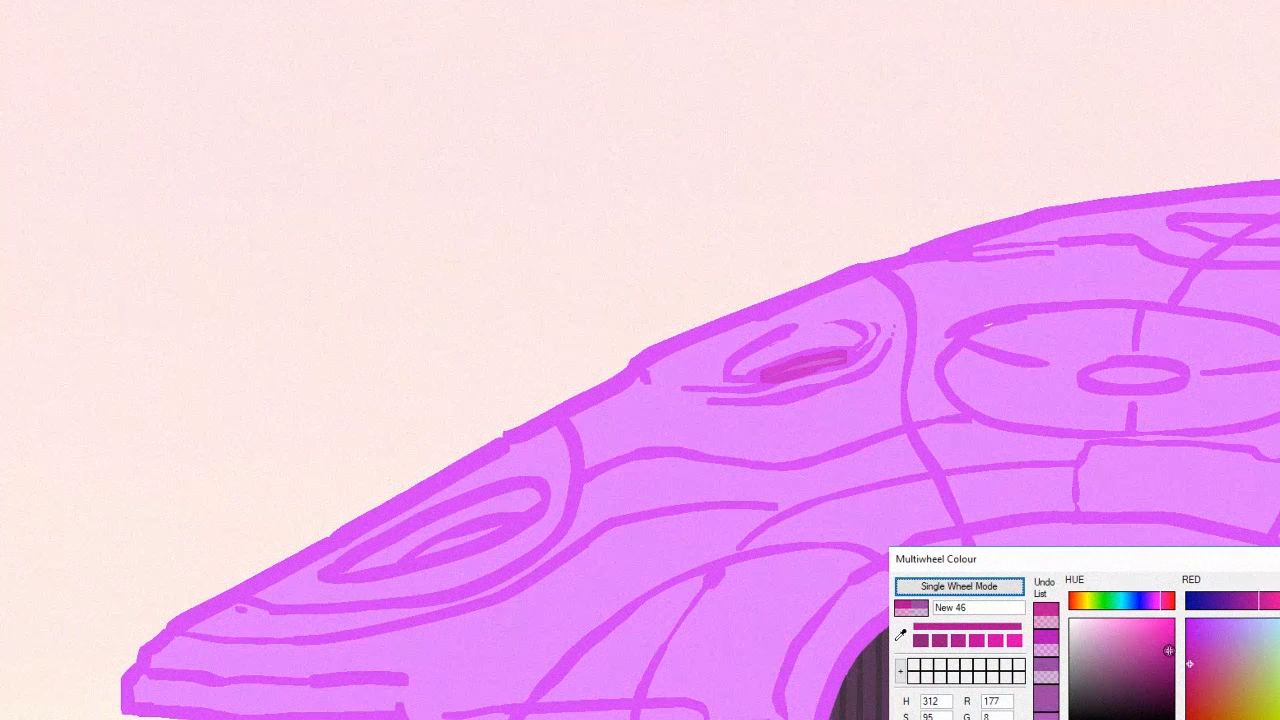 Multiwheel Colour
Single Wheel Mode
Undo
List
HUE
RED
New 46
+
H 312 R 177
S 95 G 8